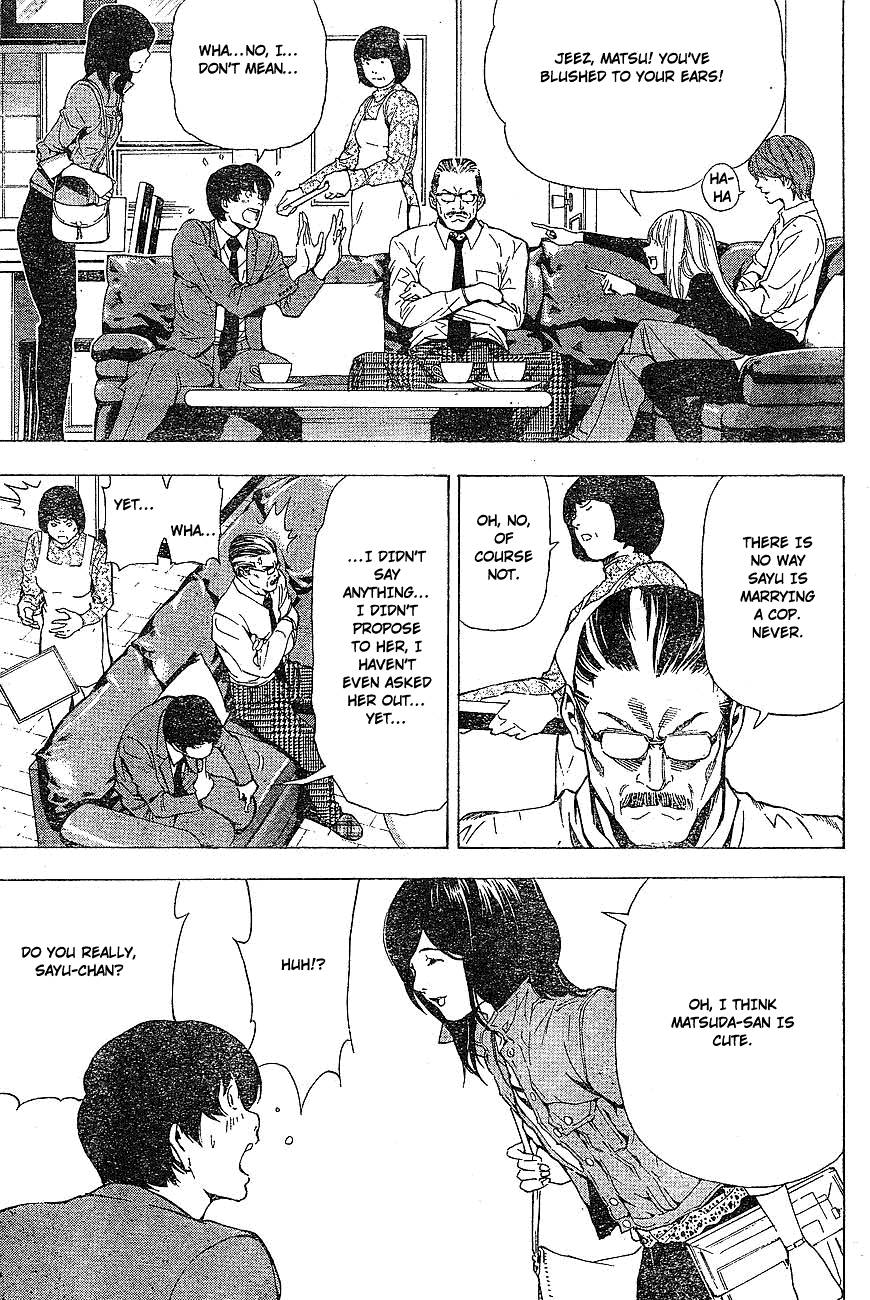 JEEZ, MATSU! YOU'VE
BLUSHED TO YOUR EARS!
HA-
HA
WHA...NO, I...
DON'T MEAN...
THERE IS
NO WAY
SAYU IS
MARRYING
A COP.
NEVER.
OH, NO,
OF
COURSE
NOT.
...I DIDN'T
SAY
ANYTHING...
I DIDN'T
PROPOSE
TO HER, I
HAVEN'T
EVEN ASKED
HER OUT...
YET...
WHA...
YET...
OH, I THINK
MATSUDA-SAN IS
CUTE.
HUH!?
DO YOU REALLY,
SAYU-CHAN?